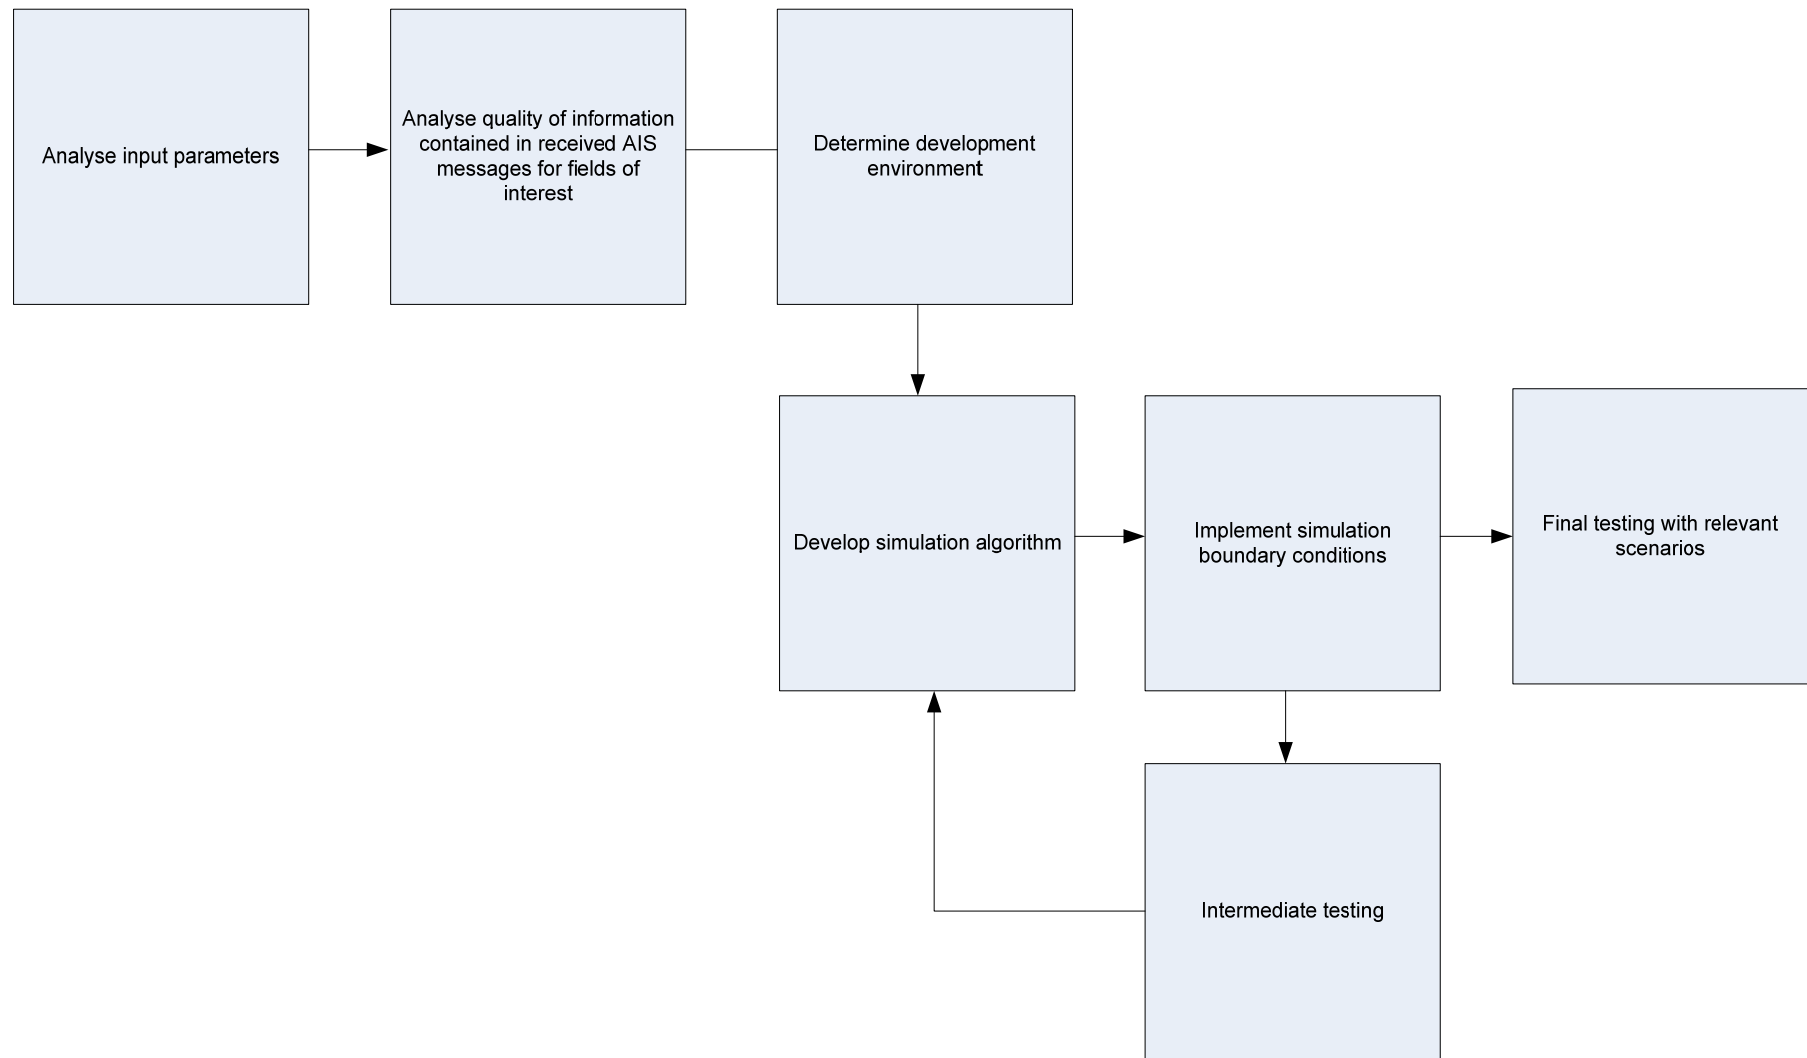 Analyse input parameters
Analyse quality of information
contained in received AIS
messages for fields of
interest
Determine development
environment
Develop simulation algorithm
Implement simulation
boundary conditions
Final testing with relevant
scenarios
Intermediate testing